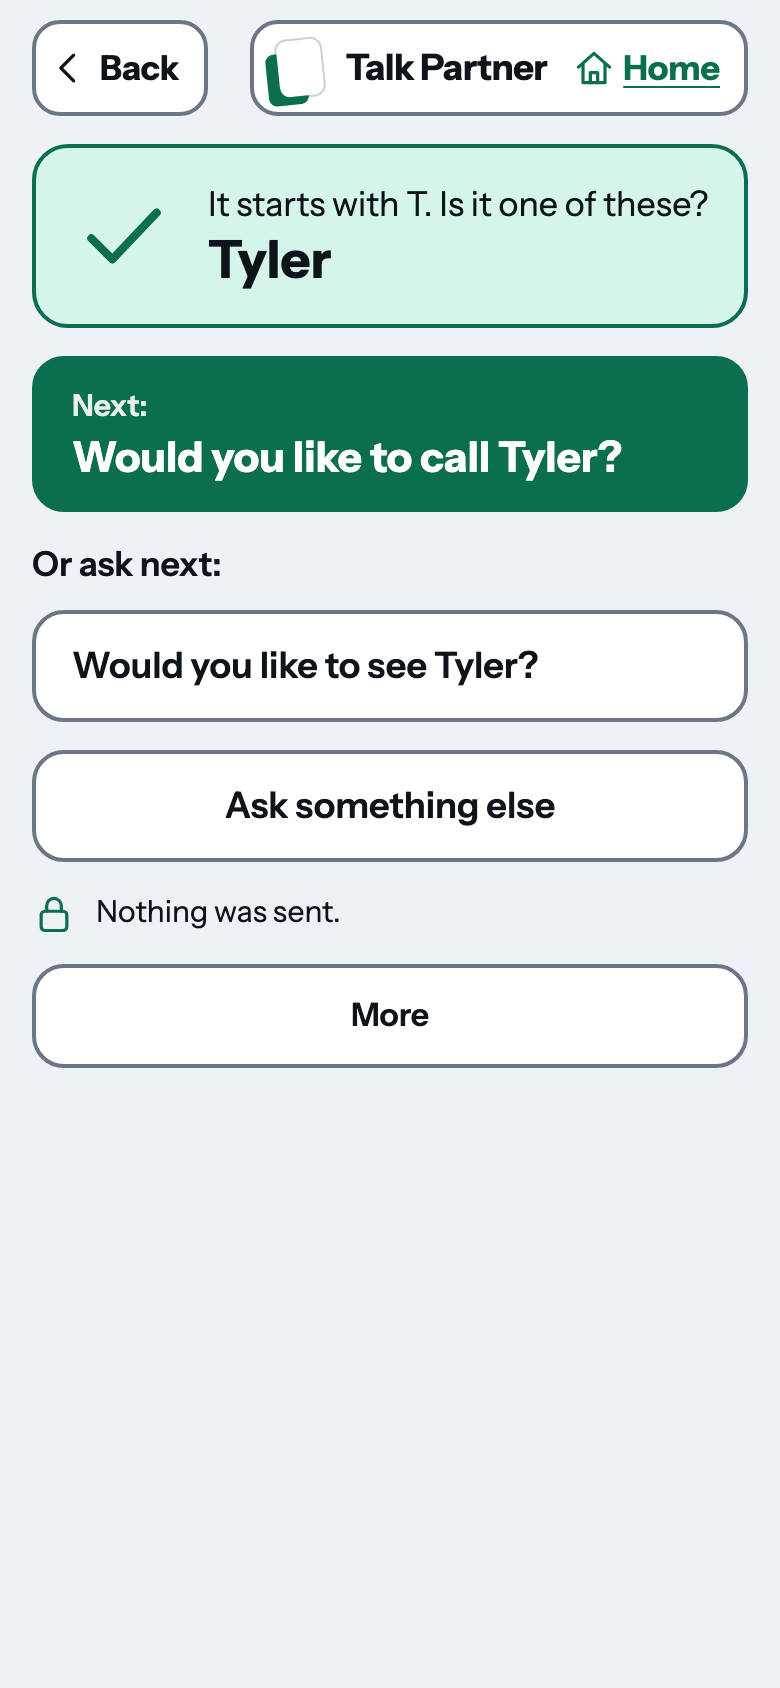 Back
Talk Partner
Home
It starts with T. Is it one of these?
Tyler
Next:
Would you like to call Tyler?
Or ask next:
Would you like to see Tyler?
Ask something else
Nothing was sent.
More